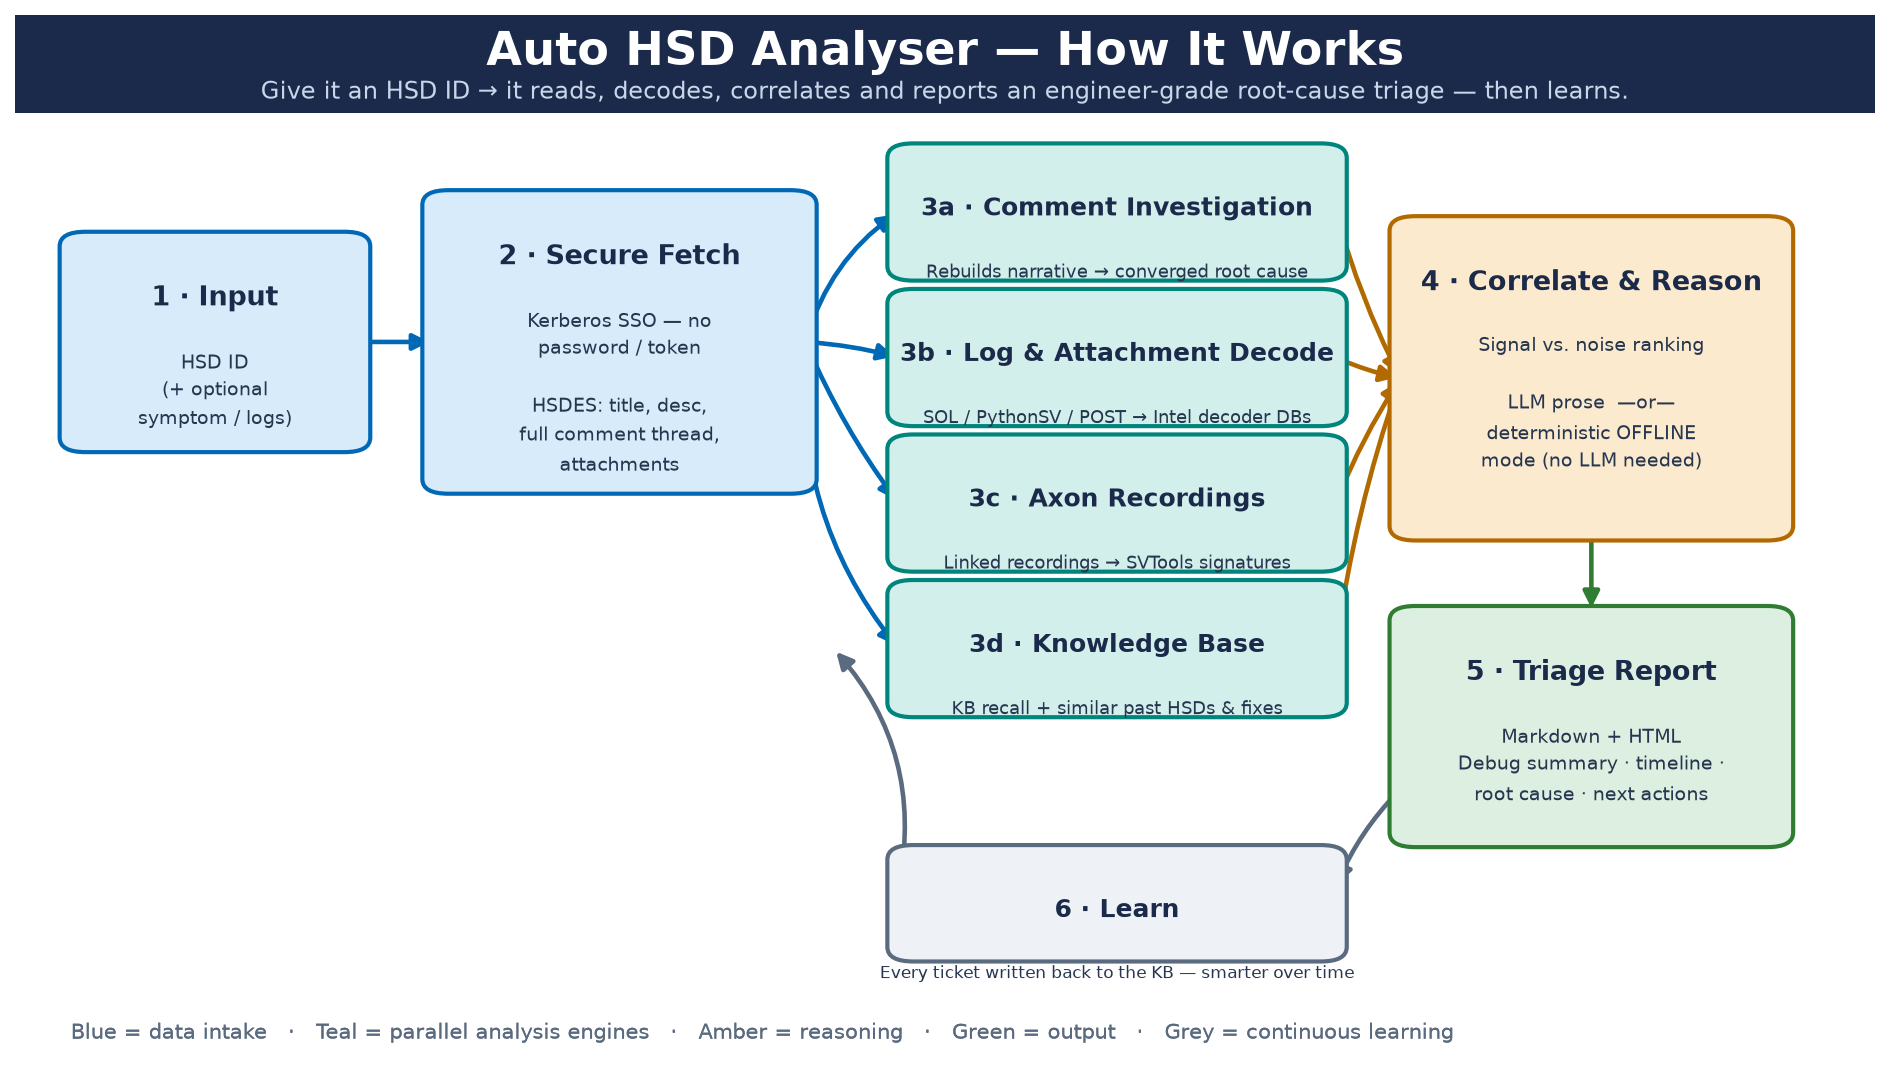 Auto HSD Analyser — How It Works
Give it an HSD ID → it reads, decodes, correlates and reports an engineer-grade root-cause triage — then learns.
1 · Input
HSD ID
(+ optional
symptom / logs)
2 · Secure Fetch
Kerberos SSO — no
password / token
HSDES: title, desc,
full comment thread,
attachments
3a · Comment Investigation
Rebuilds narrative → converged root cause
3b · Log & Attachment Decode
SOL / PythonSV / POST → Intel decoder DBs
3c · Axon Recordings
Linked recordings → SVTools signatures
3d · Knowledge Base
KB recall + similar past HSDs & fixes
4 · Correlate & Reason
Signal vs. noise ranking
LLM prose —or—
deterministic OFFLINE
mode (no LLM needed)
5 · Triage Report
Markdown + HTML
Debug summary · timeline ·
root cause · next actions
6 · Learn
Every ticket written back to the KB — smarter over time
Blue = data intake · Teal = parallel analysis engines · Amber = reasoning · Green = output · Grey = continuous learning